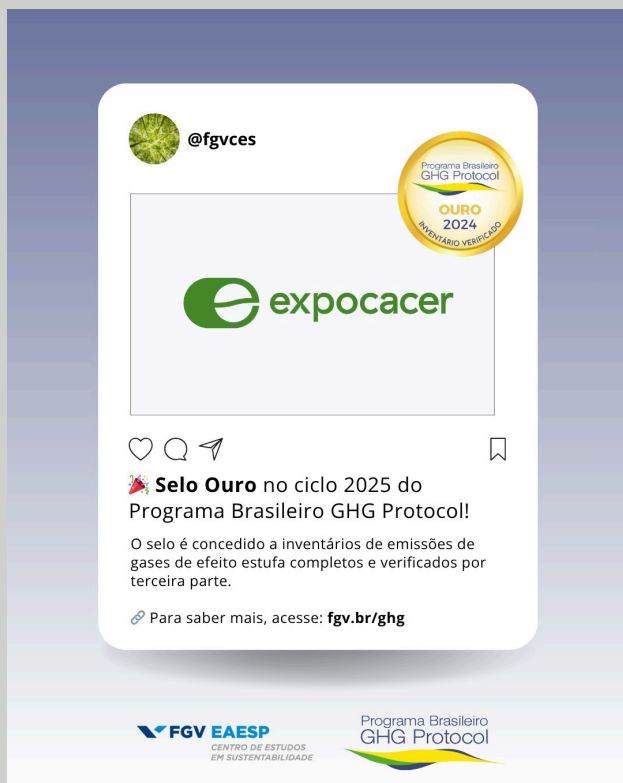 @fgvces
Programa Brasileiro
GHG Protocol
OURO
2024
INVENTÁRIO VERIFICADO
expocacer
🎉 Selo Ouro no ciclo 2025 do
Programa Brasileiro GHG Protocol!
O selo é concedido a inventários de emissões de
gases de efeito estufa completos e verificados por
terceira parte.
🔗 Para saber mais, acesse: fgv.br/ghg
FGV EAESP
CENTRO DE ESTUDOS
EM SUSTENTABILIDADE
Programa Brasileiro
GHG Protocol